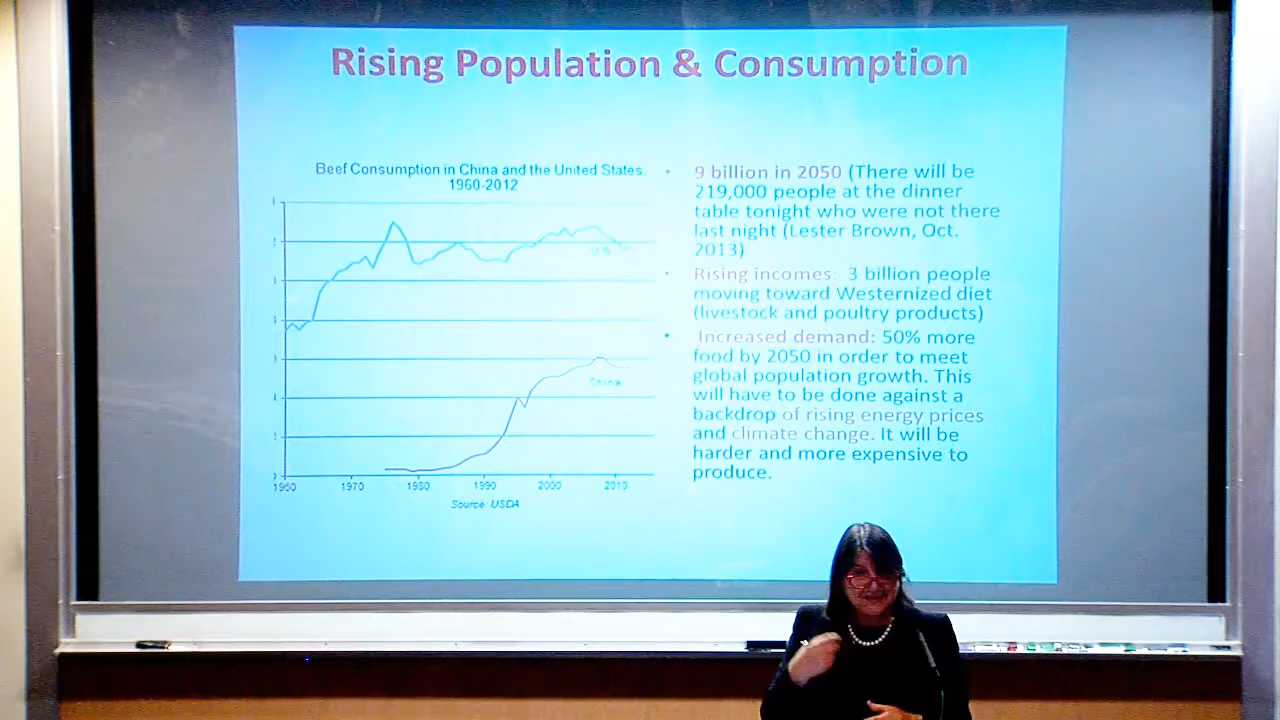 Rising Population & Consumption
Beef Consumption in China and the United States,
1960-2012
U.S.
China
1960 1970 1980 1990 2000 2010
Source: USDA
• 9 billion in 2050 (There will be
219,000 people at the dinner
table tonight who were not there
last night (Lester Brown, Oct.
2013)
• Rising incomes: 3 billion people
moving toward Westernized diet
(livestock and poultry products)
• Increased demand: 50% more
food by 2050 in order to meet
global population growth. This
will have to be done against a
backdrop of rising energy prices
and climate change. It will be
harder and more expensive to
produce.